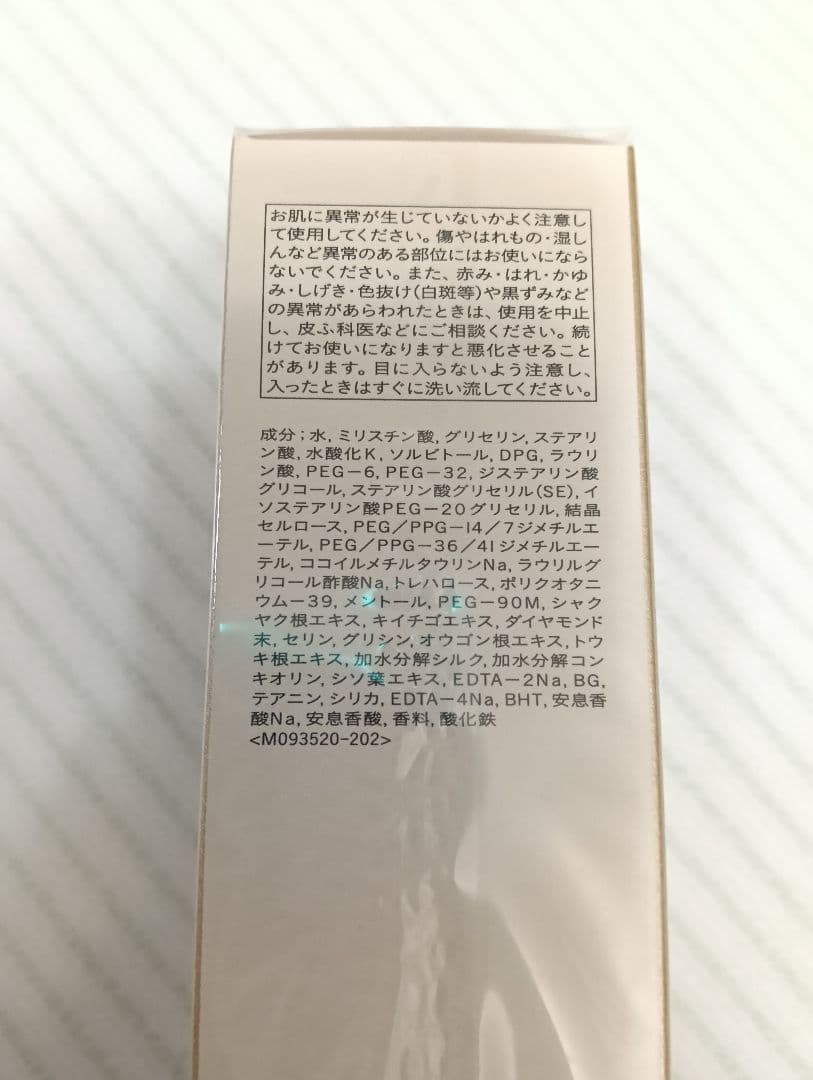 お肌に異常が生じていないかよく注意し
て使用してください。傷やはれもの・湿し
んなど異常のある部位にはお使いになら
ないでください。また、赤み・はれ・かゆ
み・しげき・色抜け(白斑等)や黒ずみなど
の異常があらわれたときは、使用を中止
し、皮ふ科医などにご相談ください。続
けてお使いになりますと悪化させること
があります。目に入らないよう注意し、
入ったときはすぐに洗い流してください。
成分;水,ミリスチン酸,グリセリン,ステアリ
ン酸,水酸化K,ソルビトール,DPG,ラウリ
ン酸,PEG-6,PEG-32,ジステアリン酸
グリコール,ステアリン酸グリセリル(SE),イ
ソステアリン酸PEG-20グリセリル,結晶
セルロース,PEG/PPG-14/7ジメチルエ
ーテル,PEG/PPG-36/41ジメチルエー
テル,ココイルメチルタウリンNa,ラウリルグ
リコール酢酸Na,トレハロース,ポリクオタニ
ウム-39,メントール,PEG-90M,シャク
ヤク根エキス,キイチゴエキス,ダイヤモンド
末,セリン,グリシン,オウゴン根エキス,トウ
キ根エキス,加水分解シルク,加水分解コン
キオリン,シソ葉エキス,EDTA-2Na,BG,
テアニン,シリカ,EDTA-4Na,BHT,安息香
酸Na,安息香酸,香料,酸化鉄
<M093520-202>